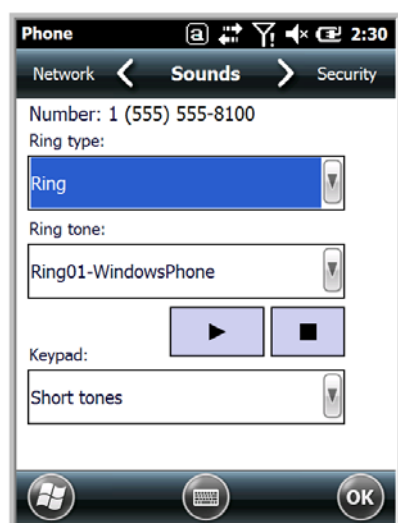 Phone a 2:30
Network Sounds Security
Number: 1 (555) 555-8100
Ring type:
Ring
Ring tone:
Ring01-WindowsPhone
Keypad:
Short tones
OK